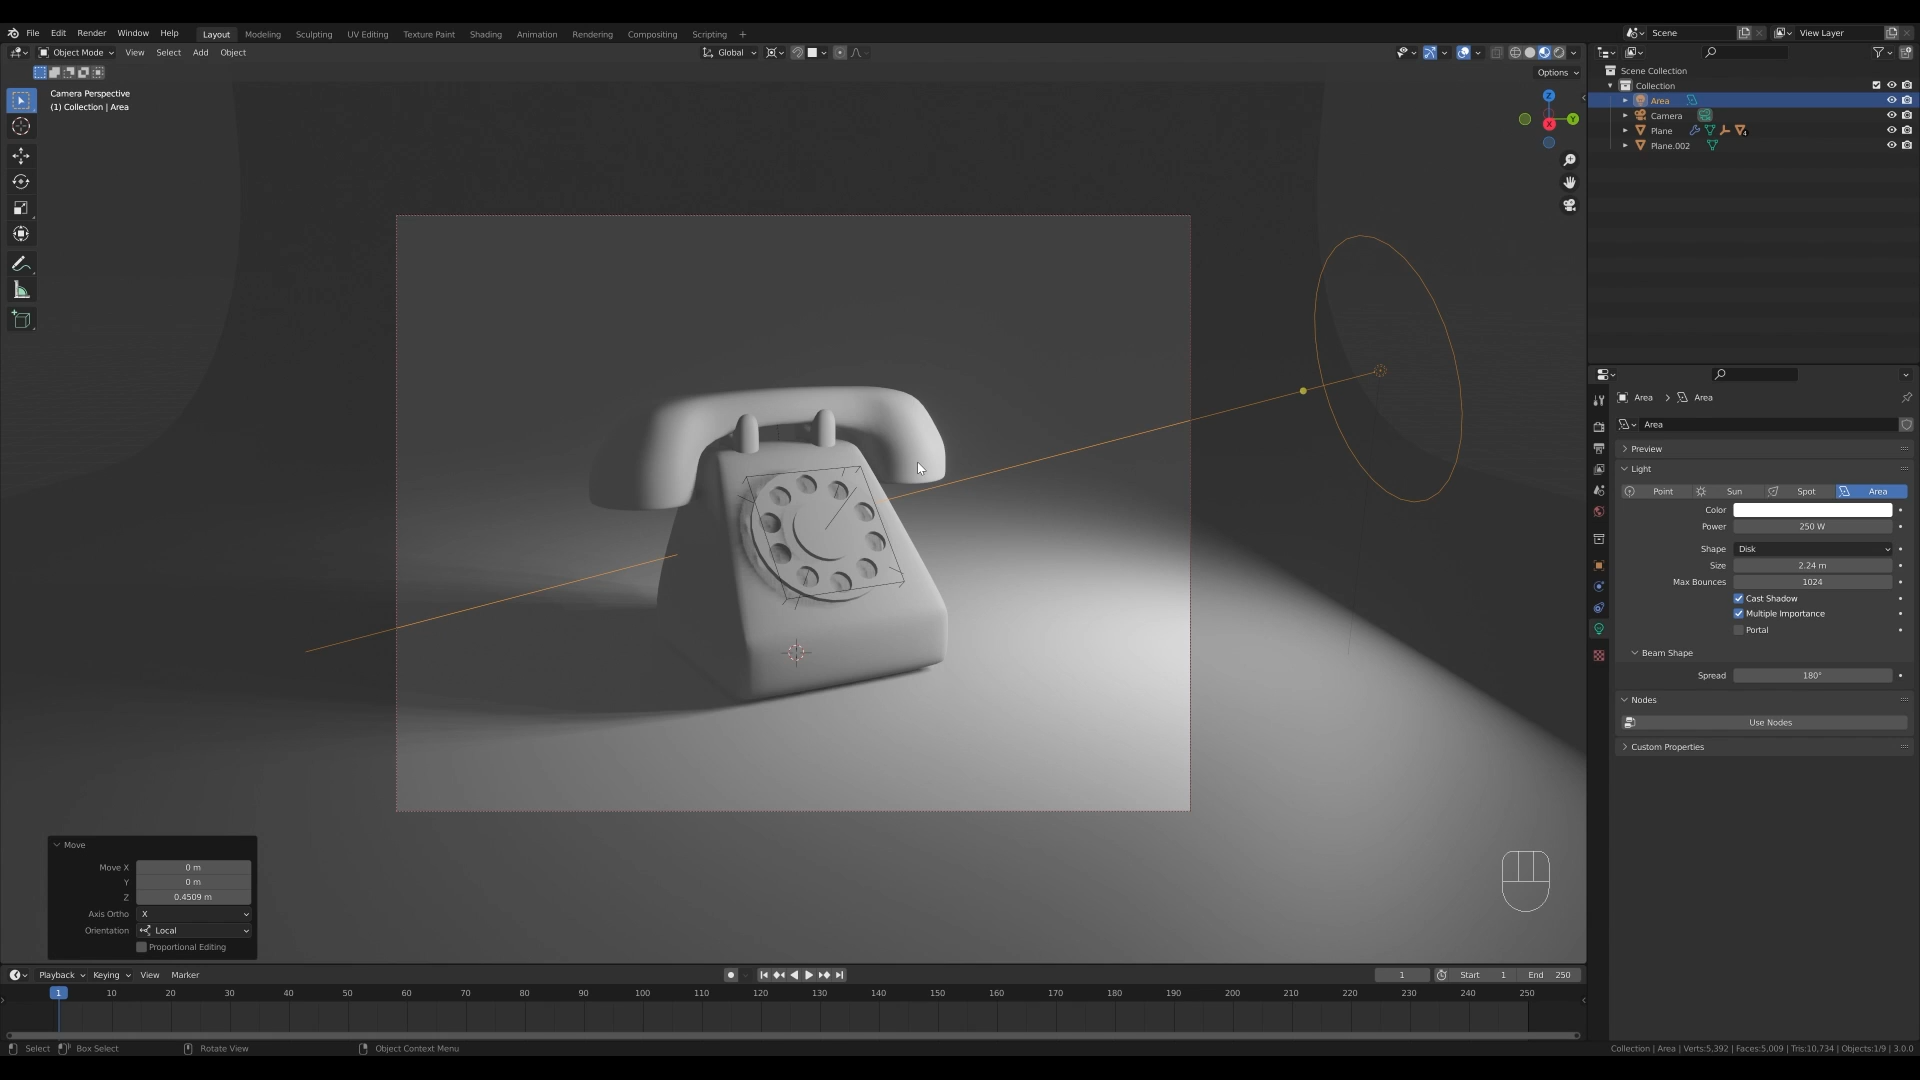 File Edit Render Window Help Layout Modeling Sculpting UV Editing Texture Paint Shading Animation Rendering Compositing Geometry Nodes Scripting + Scene View Layer
Object Mode View Select Add Object Global
Options
Camera Perspective
(1) Collection | Area
Z
Y
X
Scene Collection
Collection
Area
Camera
Plane 4
Plane.002
Area > Area
Area
Preview
Light
Point Sun Spot Area
Color
Power 250 W
Shape Disk
Size 2.24 m
Max Bounces 1024
Cast Shadow
Multiple Importance
Portal
Beam Shape
Spread 180°
Nodes
Use Nodes
Custom Properties
Move
Move X 0 m
Y 0 m
Z 0.4509 m
Axis Ortho X
Orientation Local
Proportional Editing
Playback Keying View Marker 1 Start 1 End 250
1 10 20 30 40 50 60 70 80 90 100 110 120 130 140 150 160 170 180 190 200 210 220 230 240 250
Select Box Select Rotate View Object Context Menu Collection | Area | Verts:5,392 | Faces:5,009 | Tris:10,734 | Objects:1/9 | 3.0.0